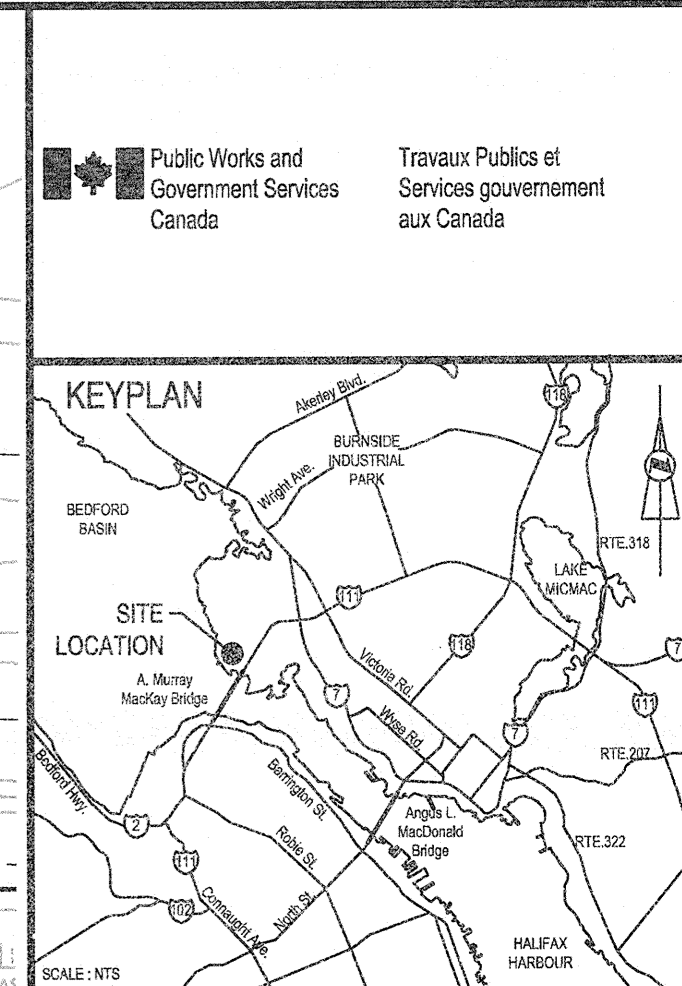 Public Works and
Government Services
Canada
Travaux Publics et
Services gouvernement
aux Canada
KEYPLAN
Akerley Blvd.
118
BURNSIDE
INDUSTRIAL
PARK
Wright Ave.
BEDFORD
BASIN
RTE.318
LAKE
MICMAC
111
SITE
LOCATION
118
7
A. Murray
MacKay Bridge
Victoria Rd.
7
111
Wyse Rd.
7
RTE.207
Bedford Hwy.
Barrington St.
2
Angus L.
MacDonald
Bridge
RTE.322
Robie St.
111
102
Connaught Ave.
North St.
HALIFAX
HARBOUR
SCALE : NTS